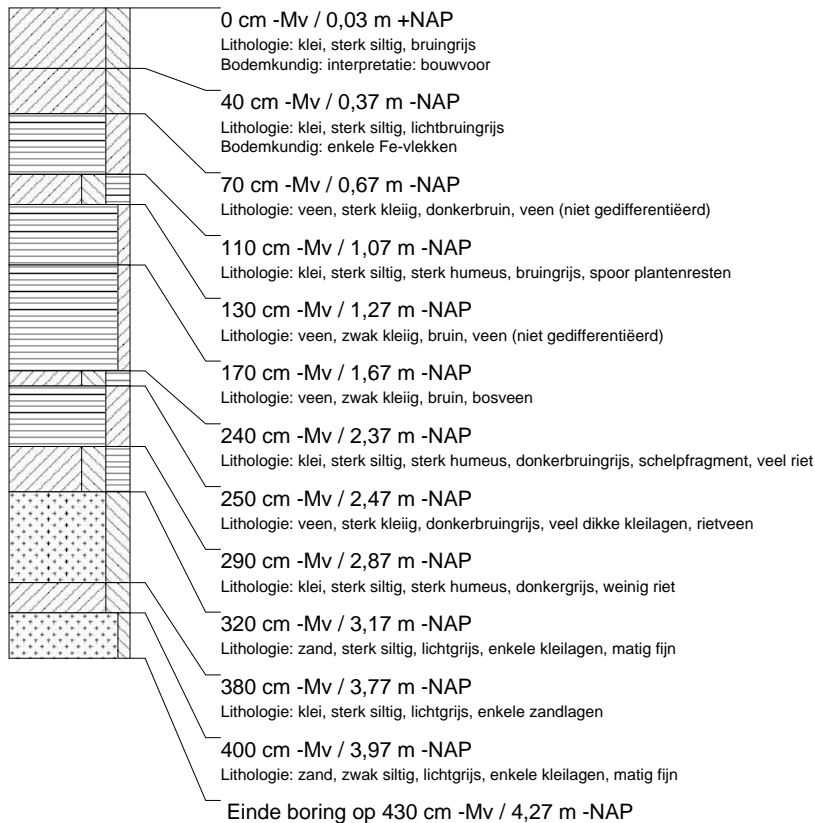 0 cm -Mv / 0,03 m +NAP
Lithologie: klei, sterk siltig, bruingrijs
Bodemkundig: interpretatie: bouwvoor
40 cm -Mv / 0,37 m -NAP
Lithologie: klei, sterk siltig, lichtbruingrijs
Bodemkundig: enkele Fe-vlekken
70 cm -Mv / 0,67 m -NAP
Lithologie: veen, sterk kleiig, donkerbruin, veen (niet gedifferentiëerd)
110 cm -Mv / 1,07 m -NAP
Lithologie: klei, sterk siltig, sterk humeus, bruingrijs, spoor plantenresten
130 cm -Mv / 1,27 m -NAP
Lithologie: veen, zwak kleiig, bruin, veen (niet gedifferentiëerd)
170 cm -Mv / 1,67 m -NAP
Lithologie: veen, zwak kleiig, bruin, bosveen
240 cm -Mv / 2,37 m -NAP
Lithologie: klei, sterk siltig, sterk humeus, donkerbruingrijs, schelpfragment, veel riet
250 cm -Mv / 2,47 m -NAP
Lithologie: veen, sterk kleiig, donkerbruingrijs, veel dikke kleilagen, rietveen
290 cm -Mv / 2,87 m -NAP
Lithologie: klei, sterk siltig, sterk humeus, donkergrijs, weinig riet
320 cm -Mv / 3,17 m -NAP
Lithologie: zand, sterk siltig, lichtgrijs, enkele kleilagen, matig fijn
380 cm -Mv / 3,77 m -NAP
Lithologie: klei, sterk siltig, lichtgrijs, enkele zandlagen
400 cm -Mv / 3,97 m -NAP
Lithologie: zand, zwak siltig, lichtgrijs, enkele kleilagen, matig fijn
Einde boring op 430 cm -Mv / 4,27 m -NAP